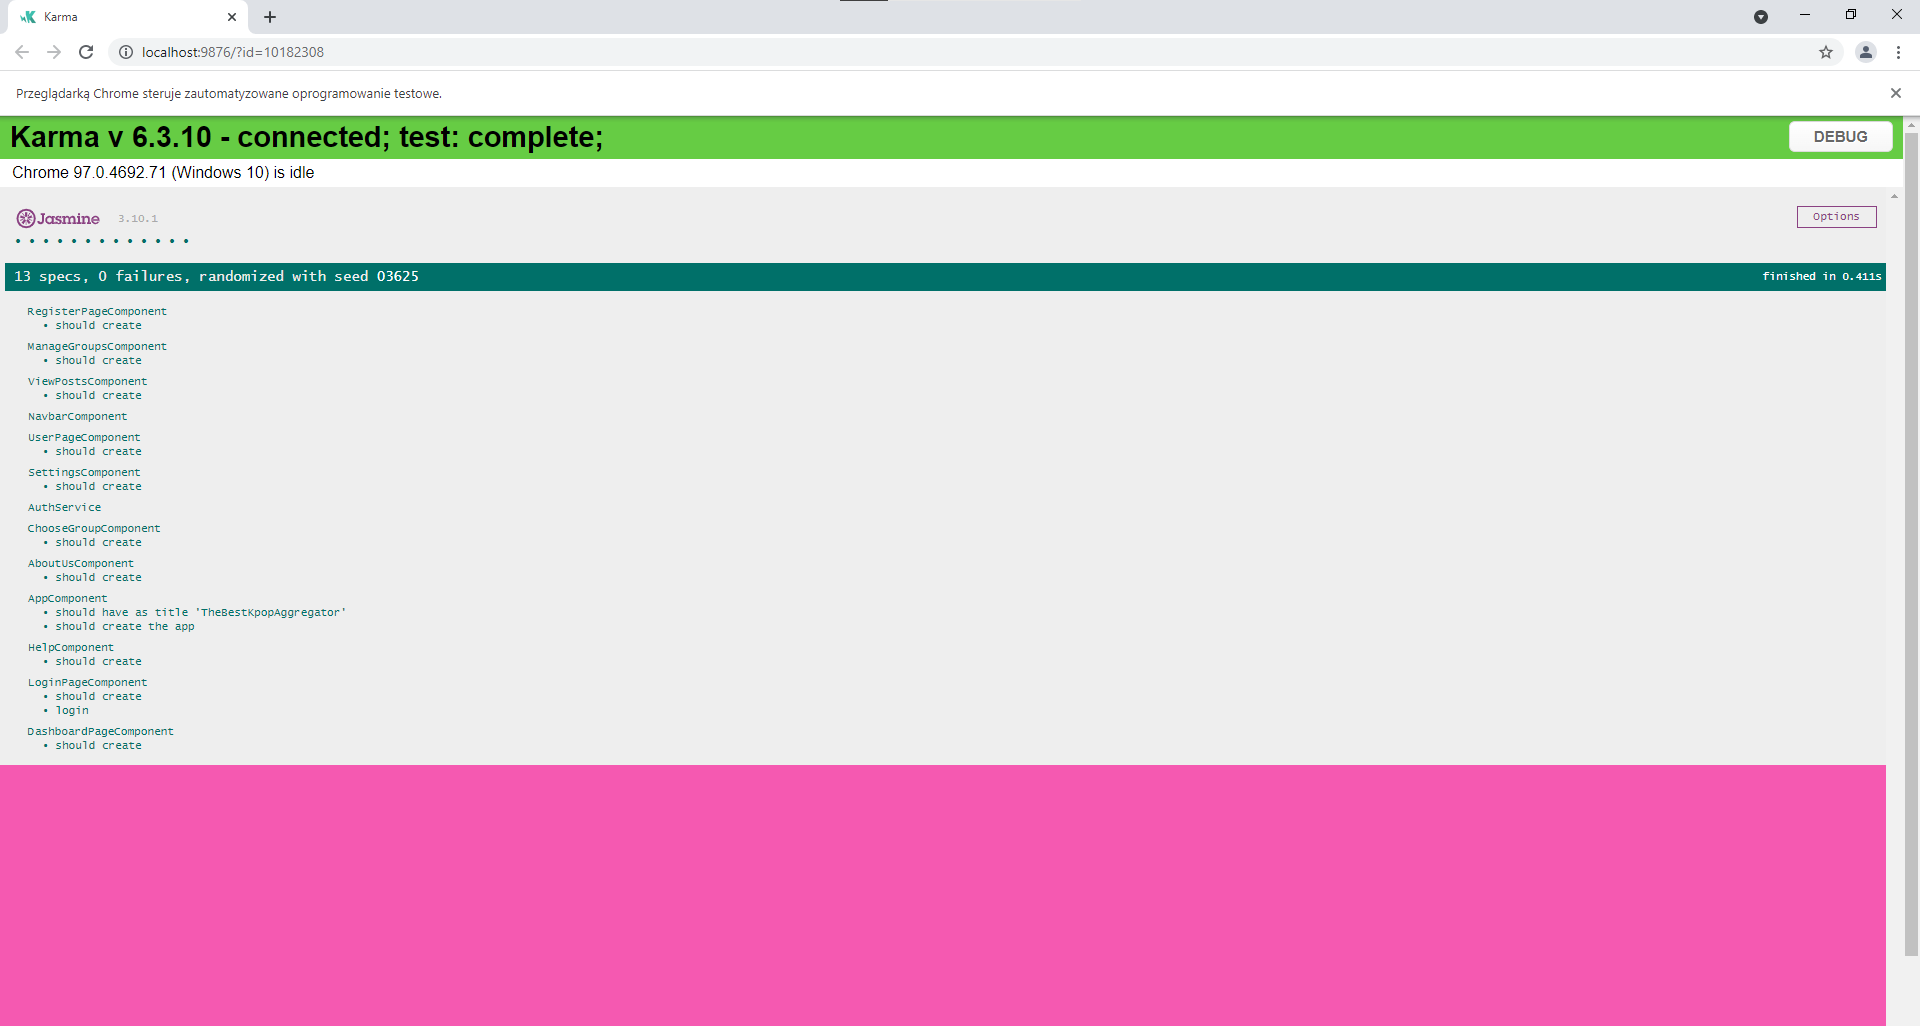 Karma
localhost:9876/?id=10182308
Przeglądarką Chrome steruje zautomatyzowane oprogramowanie testowe.
Karma v 6.3.10 - connected; test: complete;
DEBUG
Chrome 97.0.4692.71 (Windows 10) is idle
Jasmine 3.10.1
Options
13 specs, 0 failures, randomized with seed 03625
finished in 0.411s
RegisterPageComponent
• should create
ManageGroupsComponent
• should create
ViewPostsComponent
• should create
NavbarComponent
UserPageComponent
• should create
SettingsComponent
• should create
AuthService
ChooseGroupComponent
• should create
AboutUsComponent
• should create
AppComponent
• should have as title 'TheBestKpopAggregator'
• should create the app
HelpComponent
• should create
LoginPageComponent
• should create
• login
DashboardPageComponent
• should create